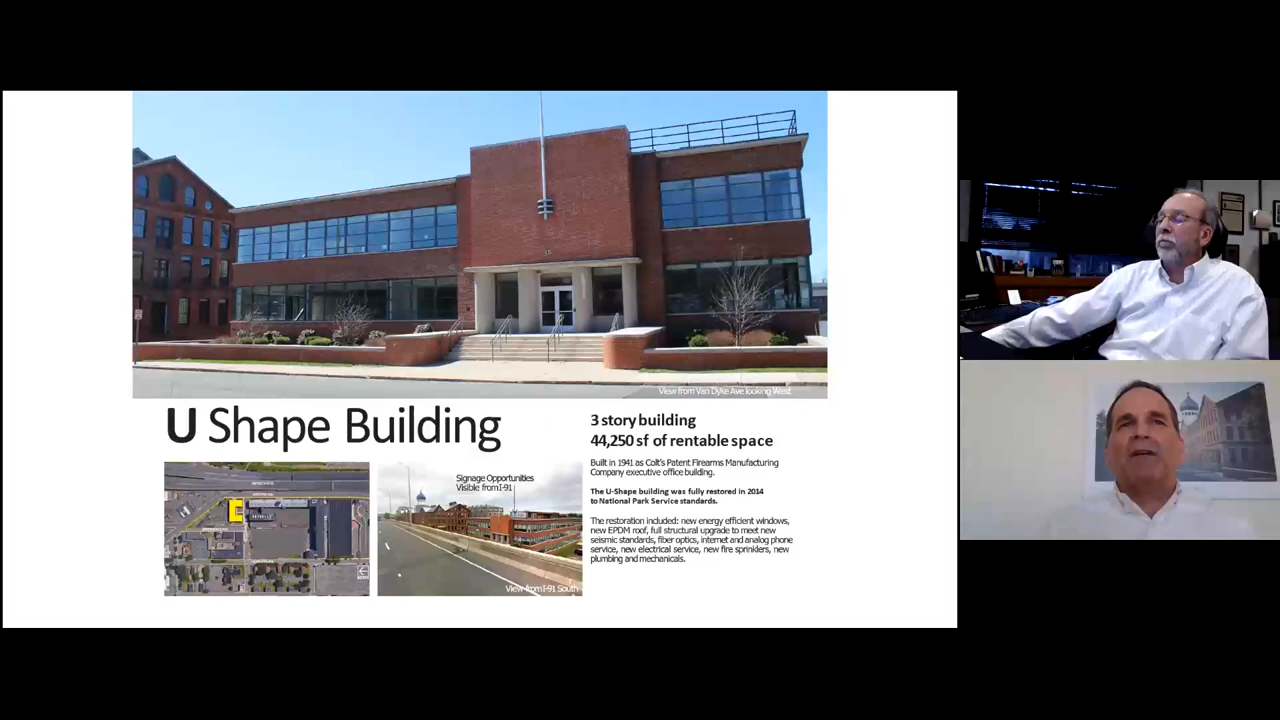 15
View from Van Dyke Ave looking West
U Shape Building
3 story building
44,250 sf of rentable space
Built in 1941 as Colt's Patent Firearms Manufacturing
Company executive office building.
The U-Shape building was fully restored in 2014
to National Park Service standards.
The restoration included: new energy efficient windows,
new EPDM roof, full structural upgrade to meet new
seismic standards, fiber optics, internet and analog phone
service, new electrical service, new fire sprinklers, new
plumbing and mechanicals.
Signage Opportunities
Visible from I-91
View from I-91 South